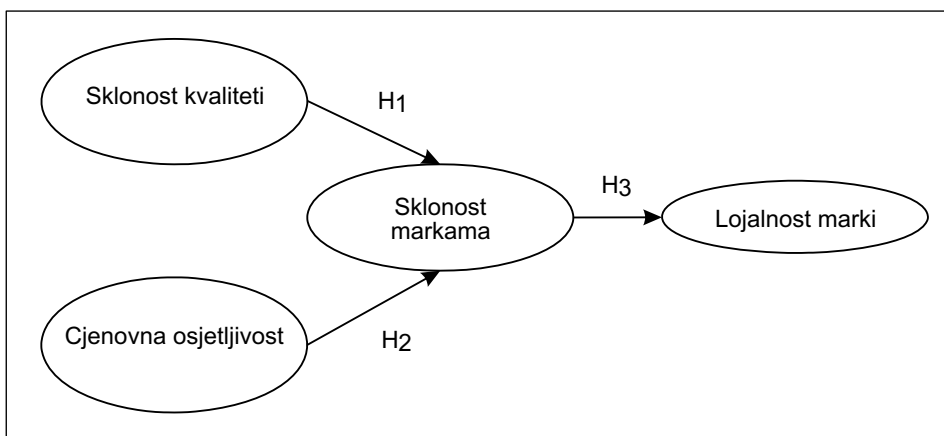 Sklonost kvaliteti
H1
Sklonost
markama
H3
Lojalnost marki
Cjenovna osjetljivost
H2